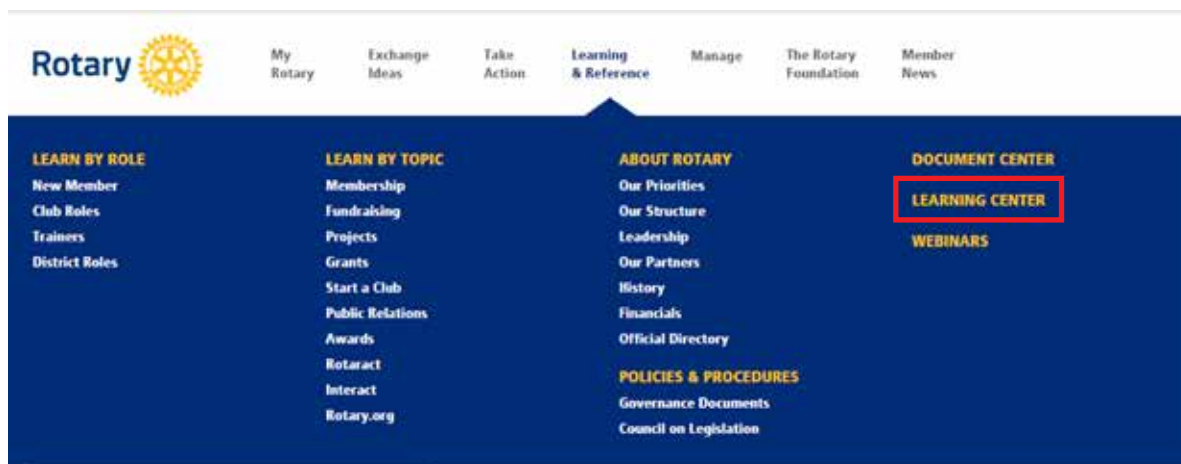 Rotary
My
Rotary
Exchange
Ideas
Take
Action
Learning
& Reference
Manage
The Rotary
Foundation
Member
News
LEARN BY ROLE
New Member
Club Roles
Trainers
District Roles
LEARN BY TOPIC
Membership
Fundraising
Projects
Grants
Start a Club
Public Relations
Awards
Rotaract
Interact
Rotary.org
ABOUT ROTARY
Our Priorities
Our Structure
Leadership
Our Partners
History
Financials
Official Directory
POLICIES & PROCEDURES
Governance Documents
Council on Legislation
DOCUMENT CENTER
LEARNING CENTER
WEBINARS